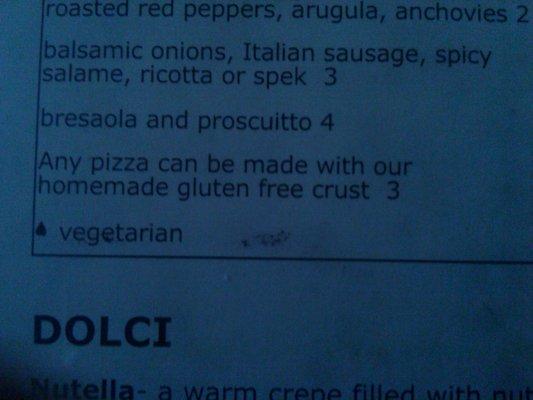 roasted red peppers, arugula, anchovies 2
balsamic onions, Italian sausage, spicy
salame, ricotta or spek 3
bresaola and proscuitto 4
Any pizza can be made with our
homemade gluten free crust 3
vegetarian
DOLCI
Nutella- a warm crepe filled with nut